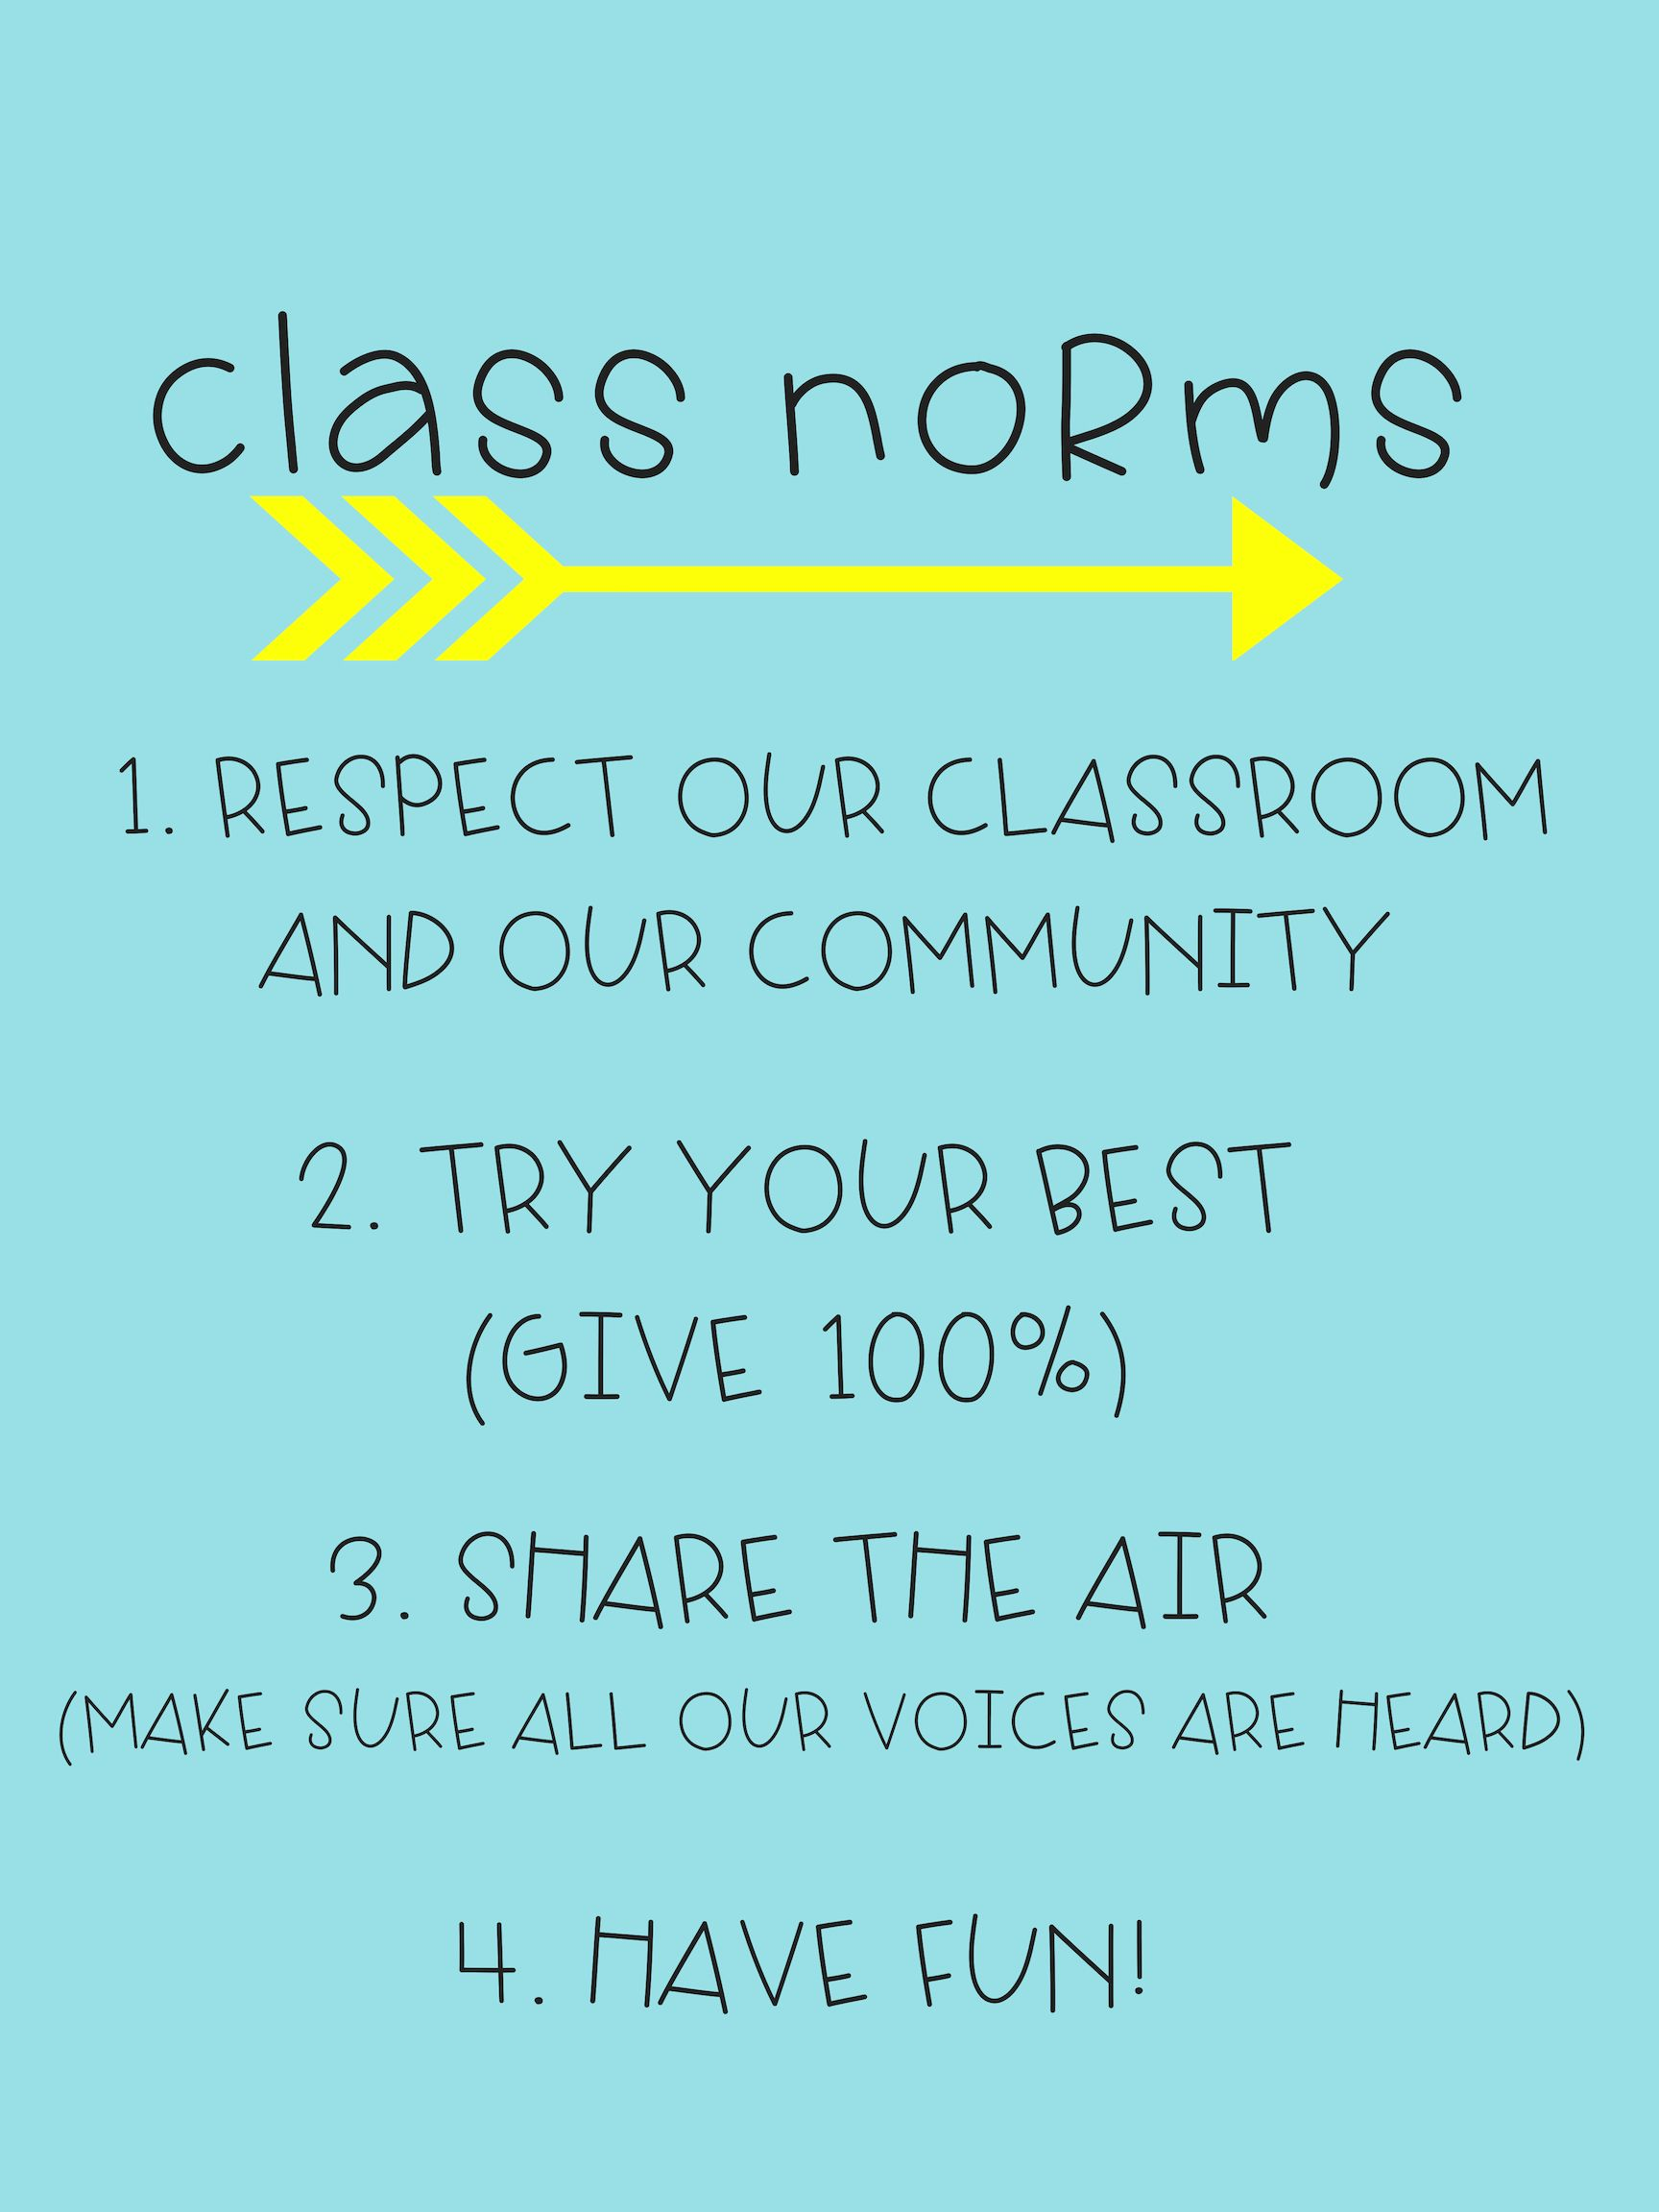 class noRms
1. RESPECT OUR CLASSROOM
AND OUR COMMUNITY
2. TRY YOUR BEST
(GIVE 100%)
3. SHARE THE AIR
(MAKE SURE ALL OUR VOICES ARE HEARD)
4. HAVE FUN!